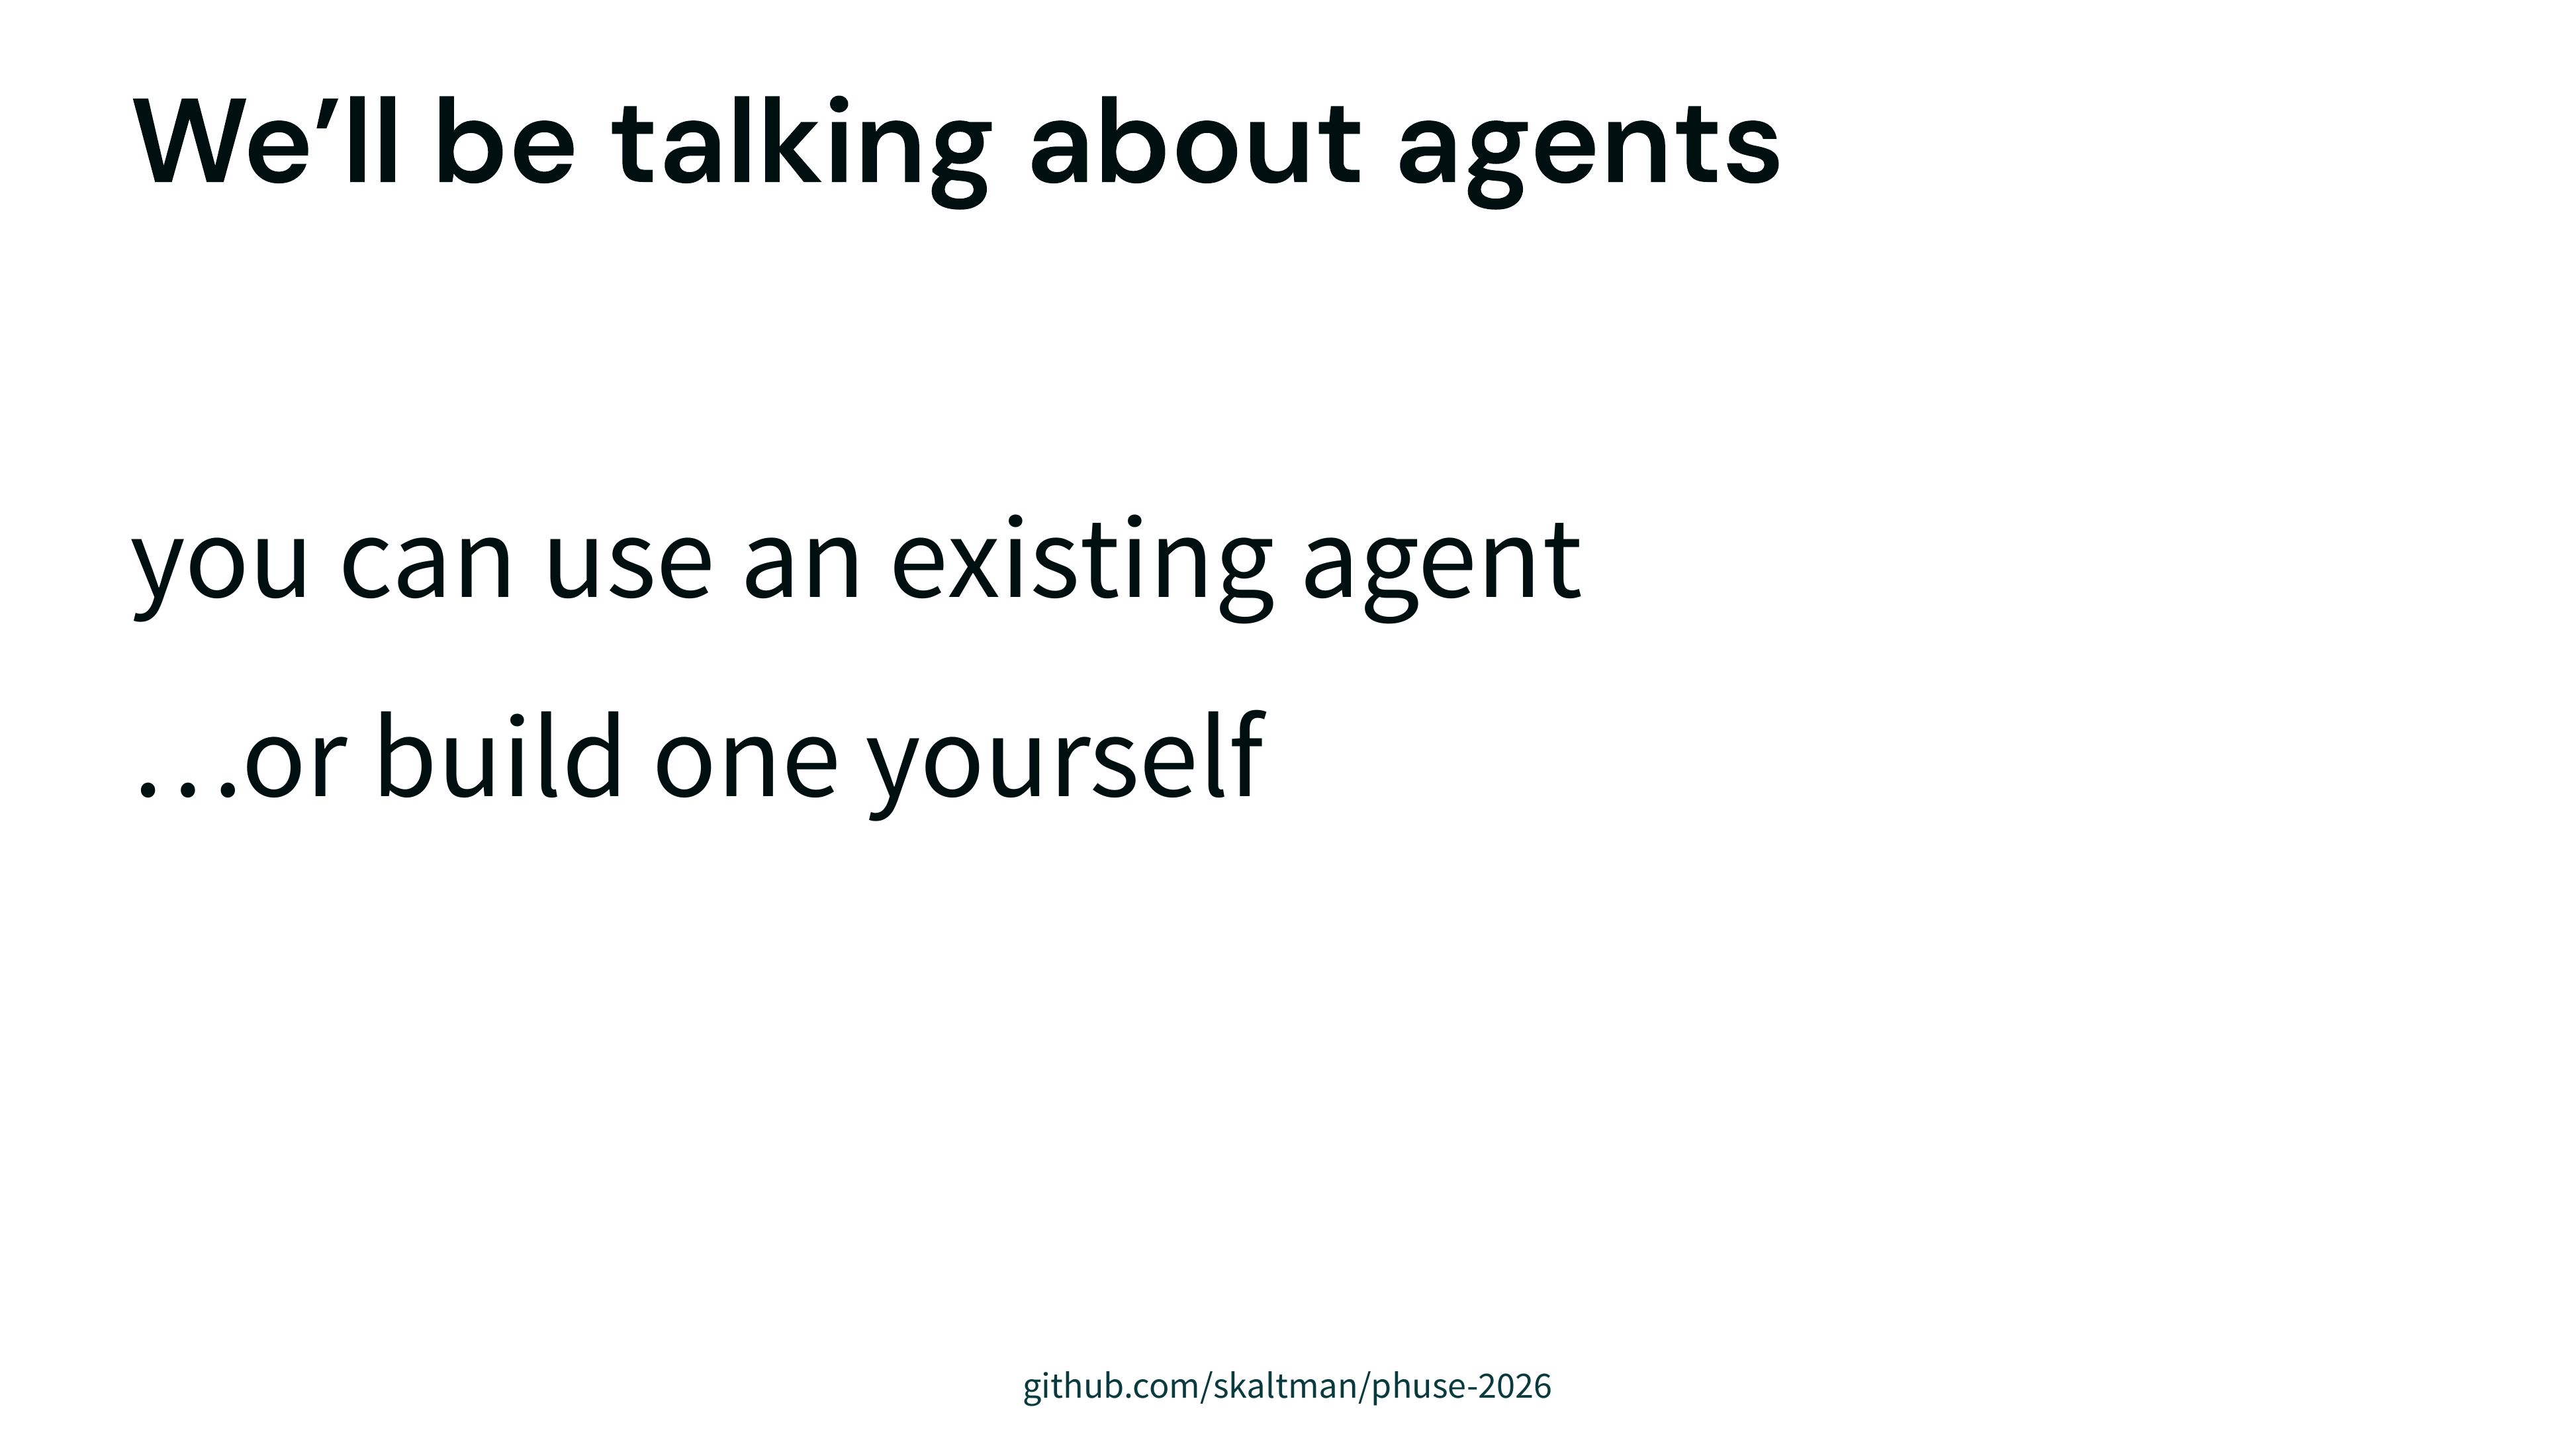 We’ll be talking about agents
you can use an existing agent
…or build one yourself
github.com/skaltman/phuse-2026